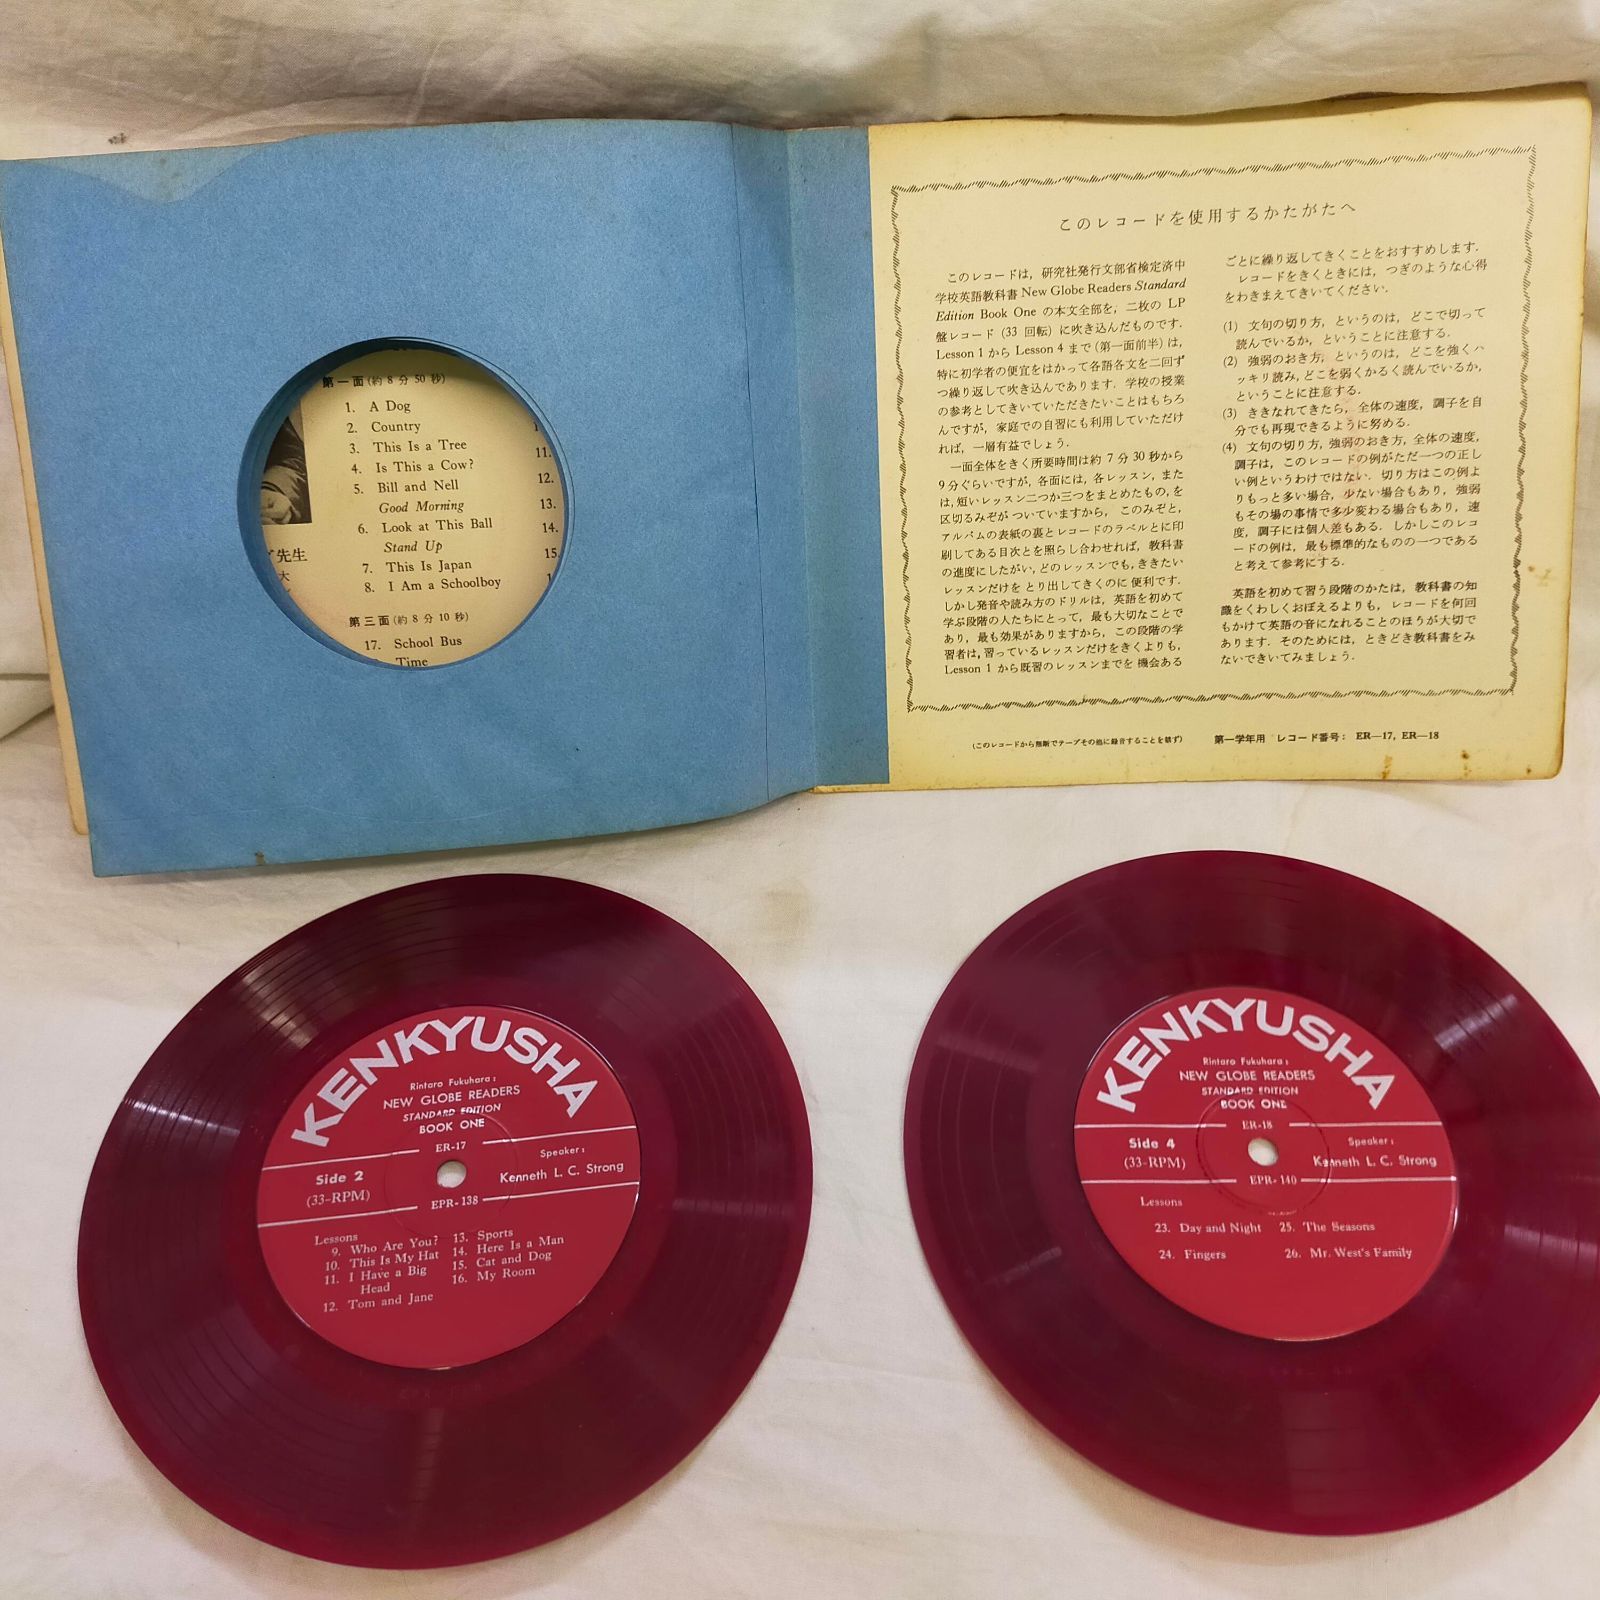 第一面(約 8 分 50 秒)
1. A Dog
2. Country
3. This Is a Tree
4. Is This a Cow?
5. Bill and Nell
Good Morning
6. Look at This Ball
Stand Up
7. This Is Japan
8. I Am a Schoolboy
11.
12.
13.
14.
15.
先生
大
第三面(約 8 分 10 秒)
17. School Bus
Time
このレコードを使用するかたがたへ
このレコードは，研究社発行文部省検定済中
学校英語教科書 New Globe Readers Standard
Edition Book One の本文全部を，二枚の LP
盤レコード (33 回転) に吹き込んだものです．
Lesson 1 から Lesson 4 まで (第一面前半) は，
特に初学者の便宜をはかって各語各文を二回ず
つ繰り返して吹き込んであります．学校の授業
の参考としてきいていただきたいことはもちろ
んですが，家庭での自習にも利用していただけ
れば，一層有益でしょう．
一面全体をきく所要時間は約 7 分 30 秒から
9分ぐらいですが，各面には，各レッスン，また
は，短いレッスン二つか三つをまとめたもの，を
区切るみぞが ついていますから，このみぞと，
アルバムの表紙の裏とレコードのラベルとに印
刷してある目次とを照らし合わせれば，教科書
の進度にしたがい，どのレッスンでも，ききたい
レッスンだけを とり出してきくのに 便利です．
しかし発音や読み方のドリルは，英語を初めて
学ぶ段階の人たちにとって，最も大切なことで
あり，最も効果がありますから，この段階の学
習者は，習っているレッスンだけをきくよりも，
Lesson 1 から既習のレッスンまでを 機会ある
ごとに繰り返してきくことをおすすめします．
レコードをきくときには，つぎのような心得
をわきまえてきいてください．
(1) 文句の切り方，というのは，どこで切って
読んでいるか，ということに注意する．
(2) 強弱のおき方，というのは，どこを強くハ
ッキリ読み，どこを弱くかるく読んでいるか，
ということに注意する．
(3) ききなれてきたら，全体の速度，調子を自
分でも再現できるように努める．
(4) 文句の切り方，強弱のおき方，全体の速度，
調子は，このレコードの例がただ一つの正し
い例というわけではない．切り方はこの例よ
りもっと多い場合，少ない場合もあり，強弱
もその場の事情で多少変わる場合もあり，速
度，調子には個人差もある．しかしこのレコ
ードの例は，最も標準的なものの一つである
と考えて参考にする．
英語を初めて習う段階のかたは，教科書の知
識をくわしくおぼえるよりも，レコードを何回
もかけて英語の音になれることのほうが大切で
あります．そのためには，ときどき教科書をみ
ないできいてみましょう．
(このレコードから無断でテープその他に録音することを禁ず)
第一学年用 レコード番号： ER—17, ER—18
KENKYUSHA
Rintaro Fukuhara:
NEW GLOBE READERS
STANDARD EDITION
BOOK ONE
ER-17
Side 2
(33-RPM)
Speaker:
Kenneth L. C. Strong
EPR-138
Lessons
9. Who Are You?
10. This Is My Hat
11. I Have a Big
Head
12. Tom and Jane
13. Sports
14. Here Is a Man
15. Cat and Dog
16. My Room
KENKYUSHA
Rintaro Fukuhara:
NEW GLOBE READERS
STANDARD EDITION
BOOK ONE
ER-18
Side 4
(33-RPM)
Speaker:
Kenneth L. C. Strong
EPR-140
Lessons
23. Day and Night
24. Fingers
25. The Seasons
26. Mr. West's Family